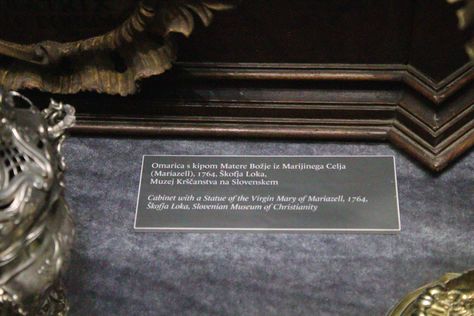 Omarica s kipom Matere Božje iz Marijinega Celja
(Mariazell), 1764, Škofja Loka,
Muzej Krščanstva na Slovenskem
Cabinet with a Statue of the Virgin Mary of Mariazell, 1764,
Škofja Loka, Slovenian Museum of Christianity